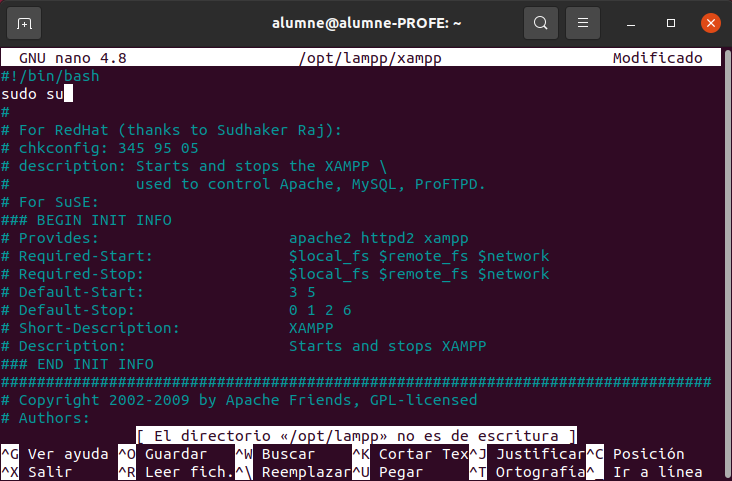 alumne@alumne-PROFE: ~
GNU nano 4.8 /opt/lampp/xampp Modificado
#!/bin/bash
sudo su
#
# For RedHat (thanks to Sudhaker Raj):
# chkconfig: 345 95 05
# description: Starts and stops the XAMPP \
# used to control Apache, MySQL, ProFTPD.
# For SuSE:
### BEGIN INIT INFO
# Provides: apache2 httpd2 xampp
# Required-Start: $local_fs $remote_fs $network
# Required-Stop: $local_fs $remote_fs $network
# Default-Start: 3 5
# Default-Stop: 0 1 2 6
# Short-Description: XAMPP
# Description: Starts and stops XAMPP
### END INIT INFO
###############################################################################
# Copyright 2002-2009 by Apache Friends, GPL-licensed
# Authors:
[ El directorio «/opt/lampp» no es de escritura ]
^G Ver ayuda ^O Guardar ^W Buscar ^K Cortar Tex ^J Justificar ^C Posición
^X Salir ^R Leer fich. ^\ Reemplazar ^U Pegar ^T Ortografía ^_ Ir a línea